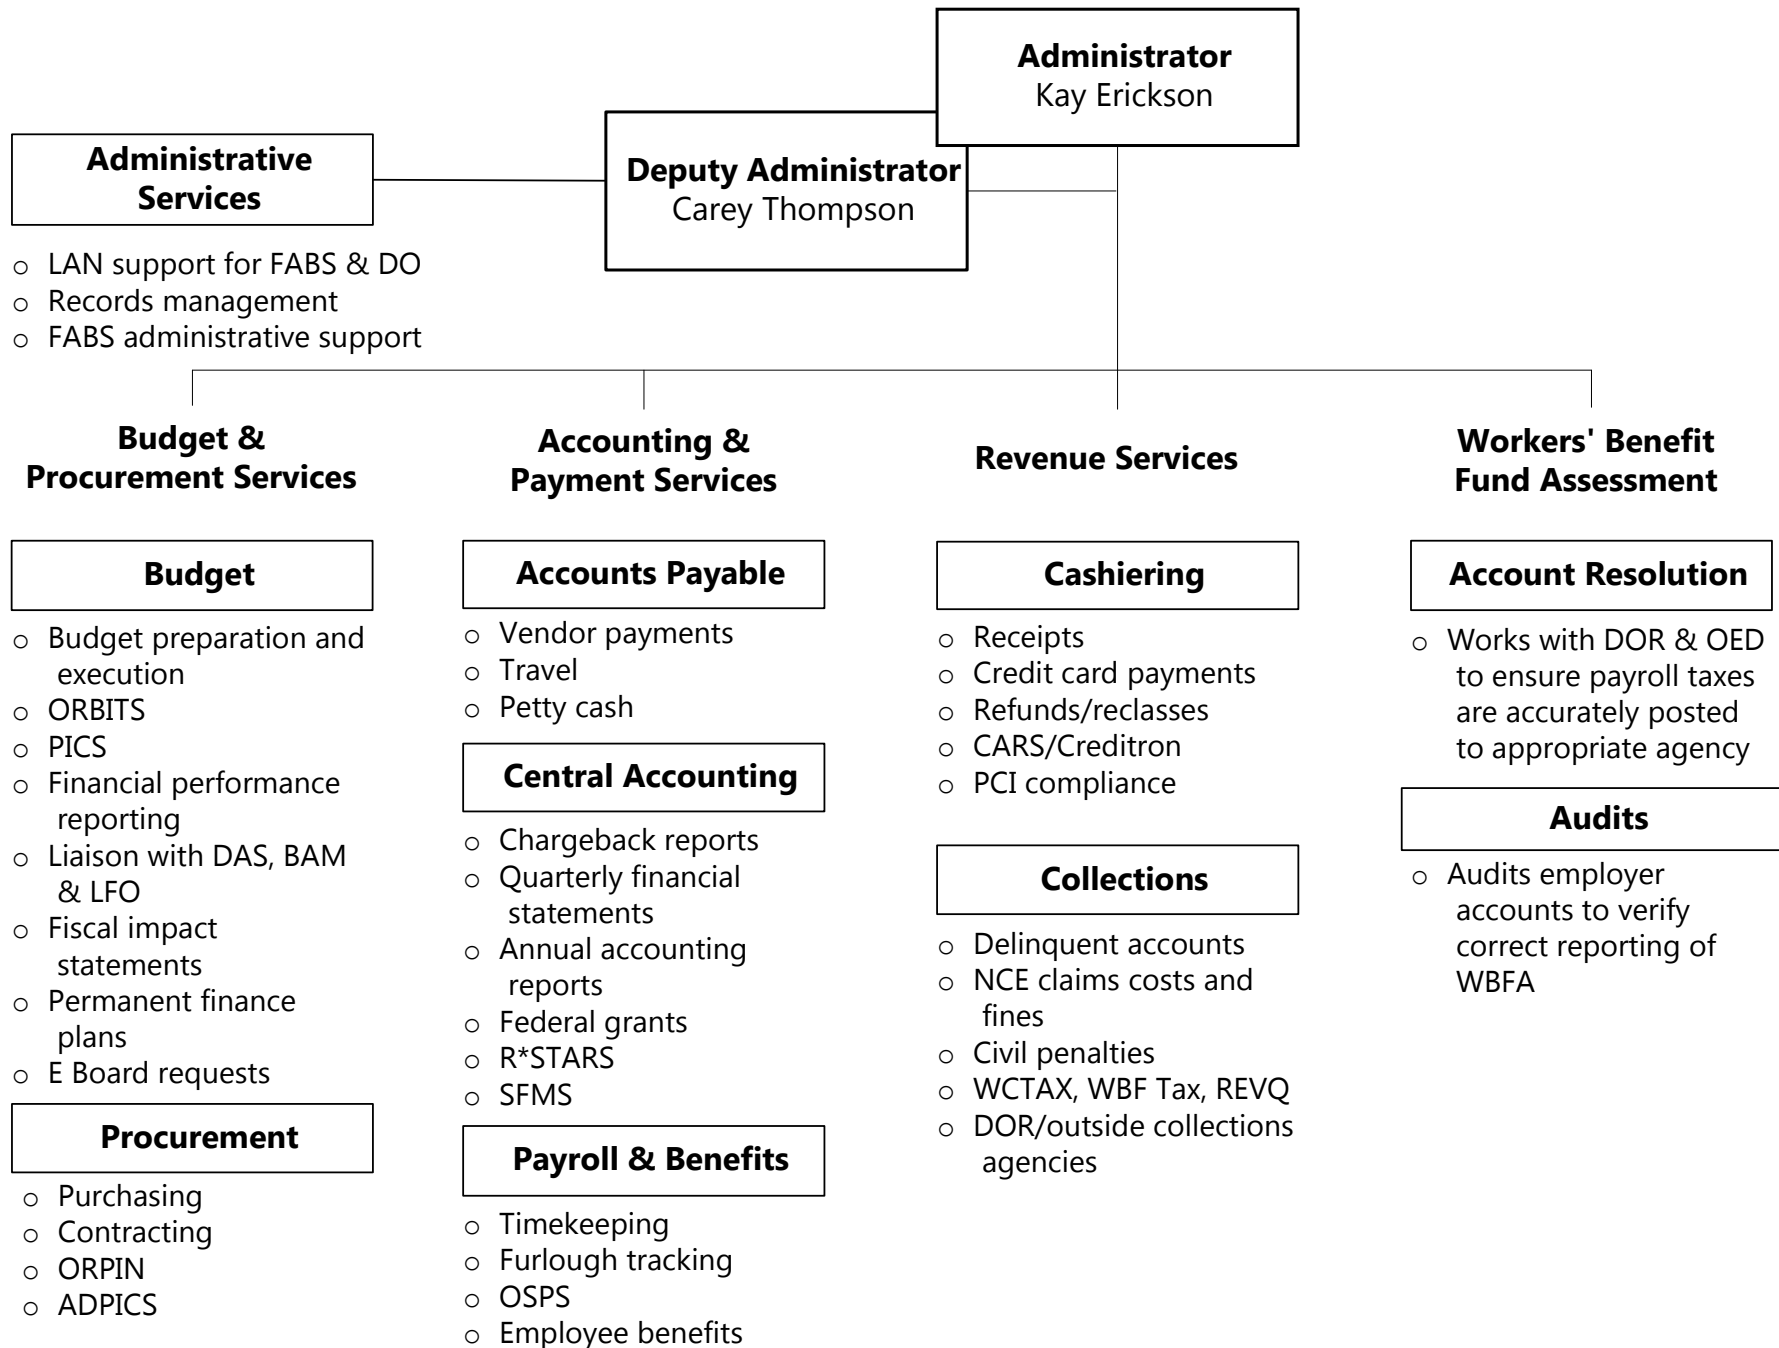 Administrator
Kay Erickson
Deputy Administrator
Carey Thompson
Administrative
Services
o LAN support for FABS & DO
o Records management
o FABS administrative support
Budget &
Procurement Services
Budget
o Budget preparation and
execution
o ORBITS
o PICS
o Financial performance
reporting
o Liaison with DAS, BAM
& LFO
o Fiscal impact
statements
o Permanent finance
plans
o E Board requests
Procurement
o Purchasing
o Contracting
o ORPIN
o ADPICS
Accounting &
Payment Services
Accounts Payable
o Vendor payments
o Travel
o Petty cash
Central Accounting
o Chargeback reports
o Quarterly financial
statements
o Annual accounting
reports
o Federal grants
o R*STARS
o SFMS
Payroll & Benefits
o Timekeeping
o Furlough tracking
o OSPS
o Employee benefits
Revenue Services
Cashiering
o Receipts
o Credit card payments
o Refunds/reclasses
o CARS/Creditron
o PCI compliance
Collections
o Delinquent accounts
o NCE claims costs and
fines
o Civil penalties
o WCTAX, WBF Tax, REVQ
o DOR/outside collections
agencies
Workers' Benefit
Fund Assessment
Account Resolution
o Works with DOR & OED
to ensure payroll taxes
are accurately posted
to appropriate agency
Audits
o Audits employer
accounts to verify
correct reporting of
WBFA